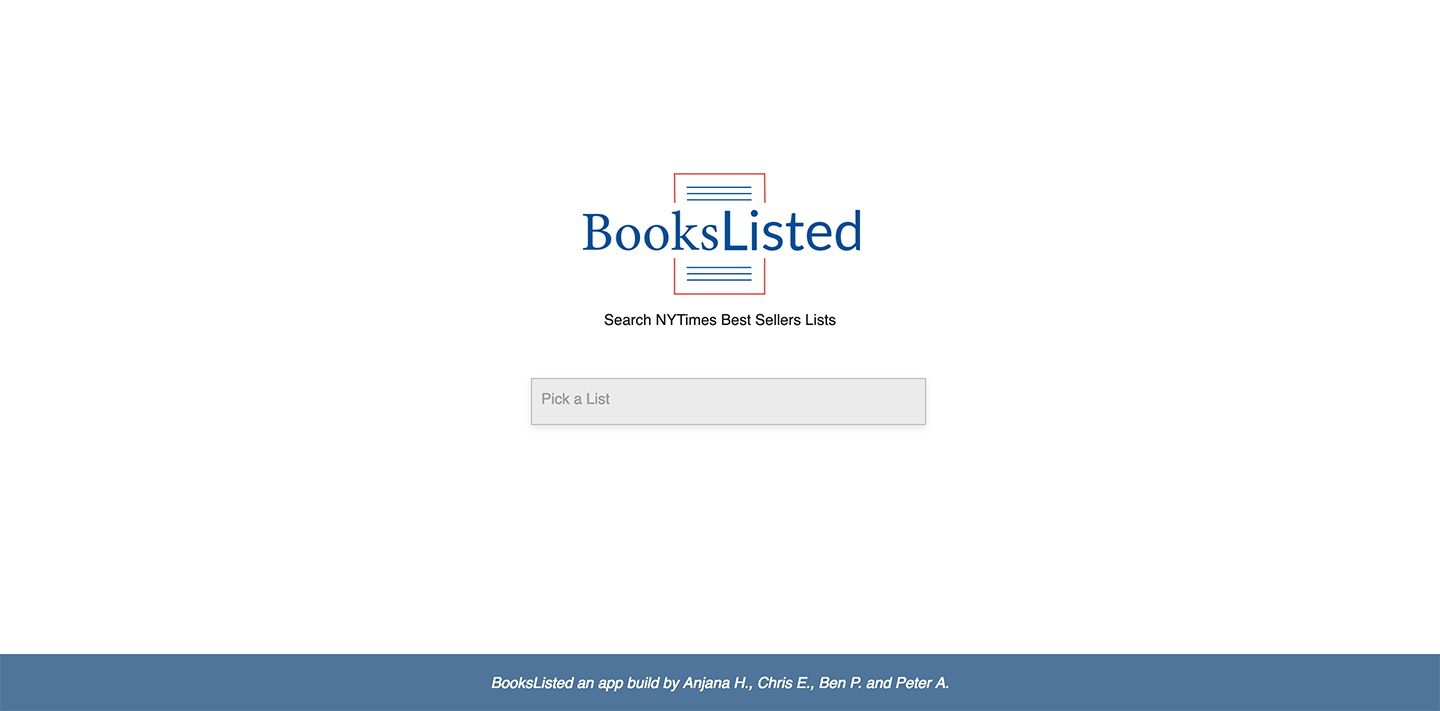 BooksListed
Search NYTimes Best Sellers Lists
Pick a List
BooksListed an app build by Anjana H., Chris E., Ben P. and Peter A.